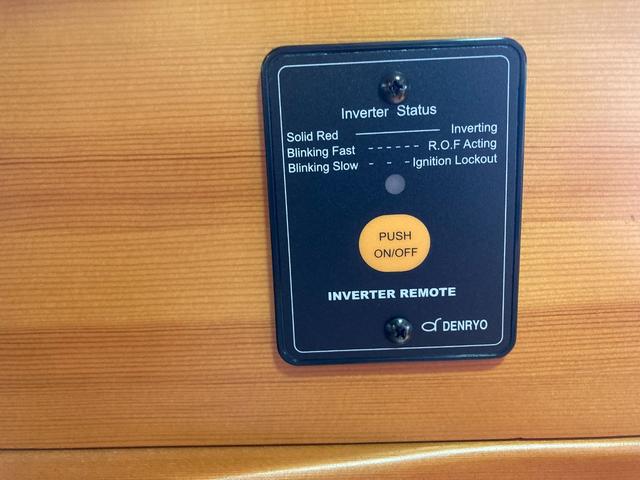 Inverter Status
Solid Red ———— Inverting
Blinking Fast - - - - - - R.O.F Acting
Blinking Slow - - - Ignition Lockout
PUSH
ON/OFF
INVERTER REMOTE
DENRYO